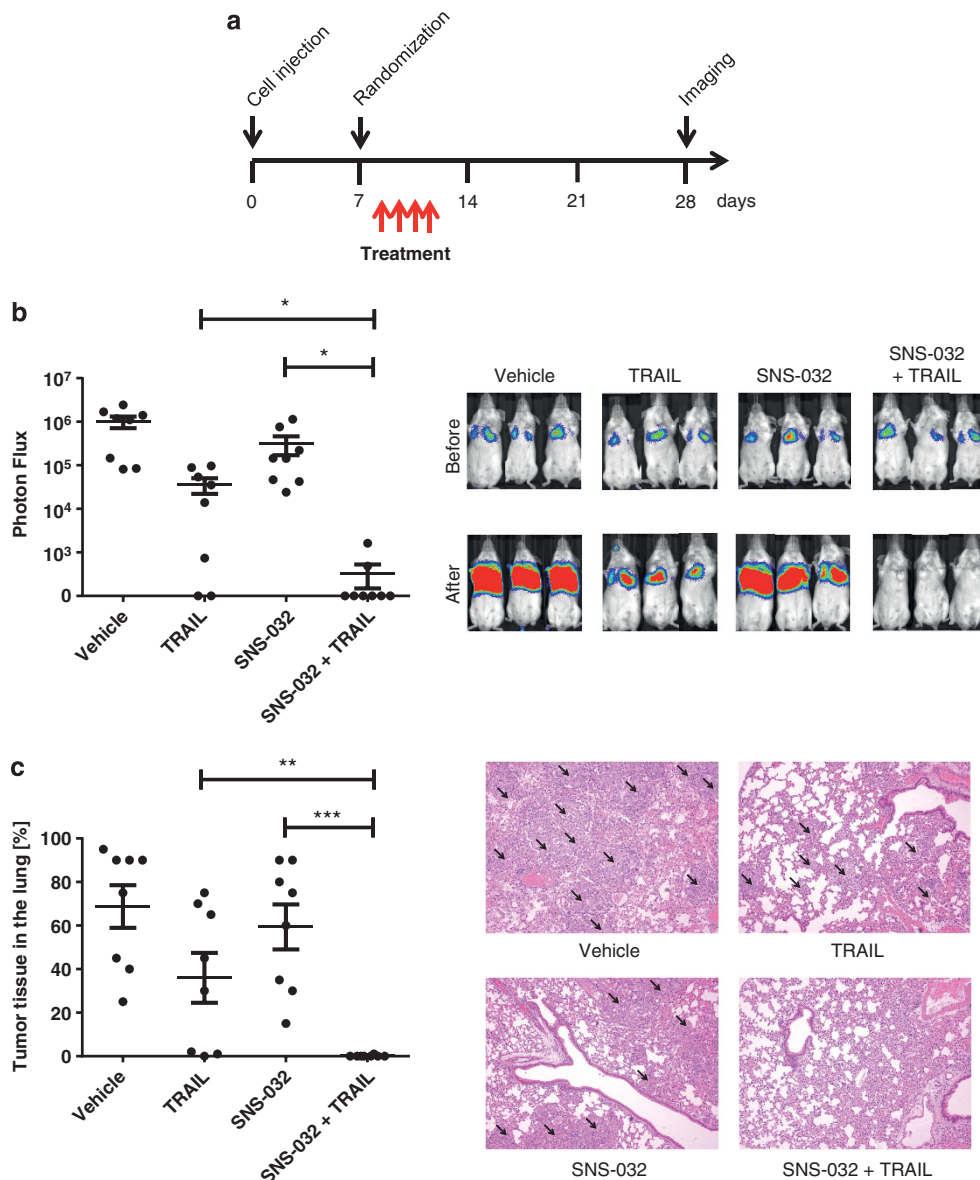 a
Cell injection
Randomization
Imaging
0 7 14 21 28 days
Treatment
b
*
*
Photon Flux
10⁷
10⁶
10⁵
10⁴
10³
0
Vehicle
TRAIL
SNS-032
SNS-032 + TRAIL
Vehicle
TRAIL
SNS-032
SNS-032
+ TRAIL
Before
After
c
**
***
Tumor tissue in the lung [%]
100
80
60
40
20
0
Vehicle
TRAIL
SNS-032
SNS-032 + TRAIL
Vehicle
TRAIL
SNS-032
SNS-032 + TRAIL